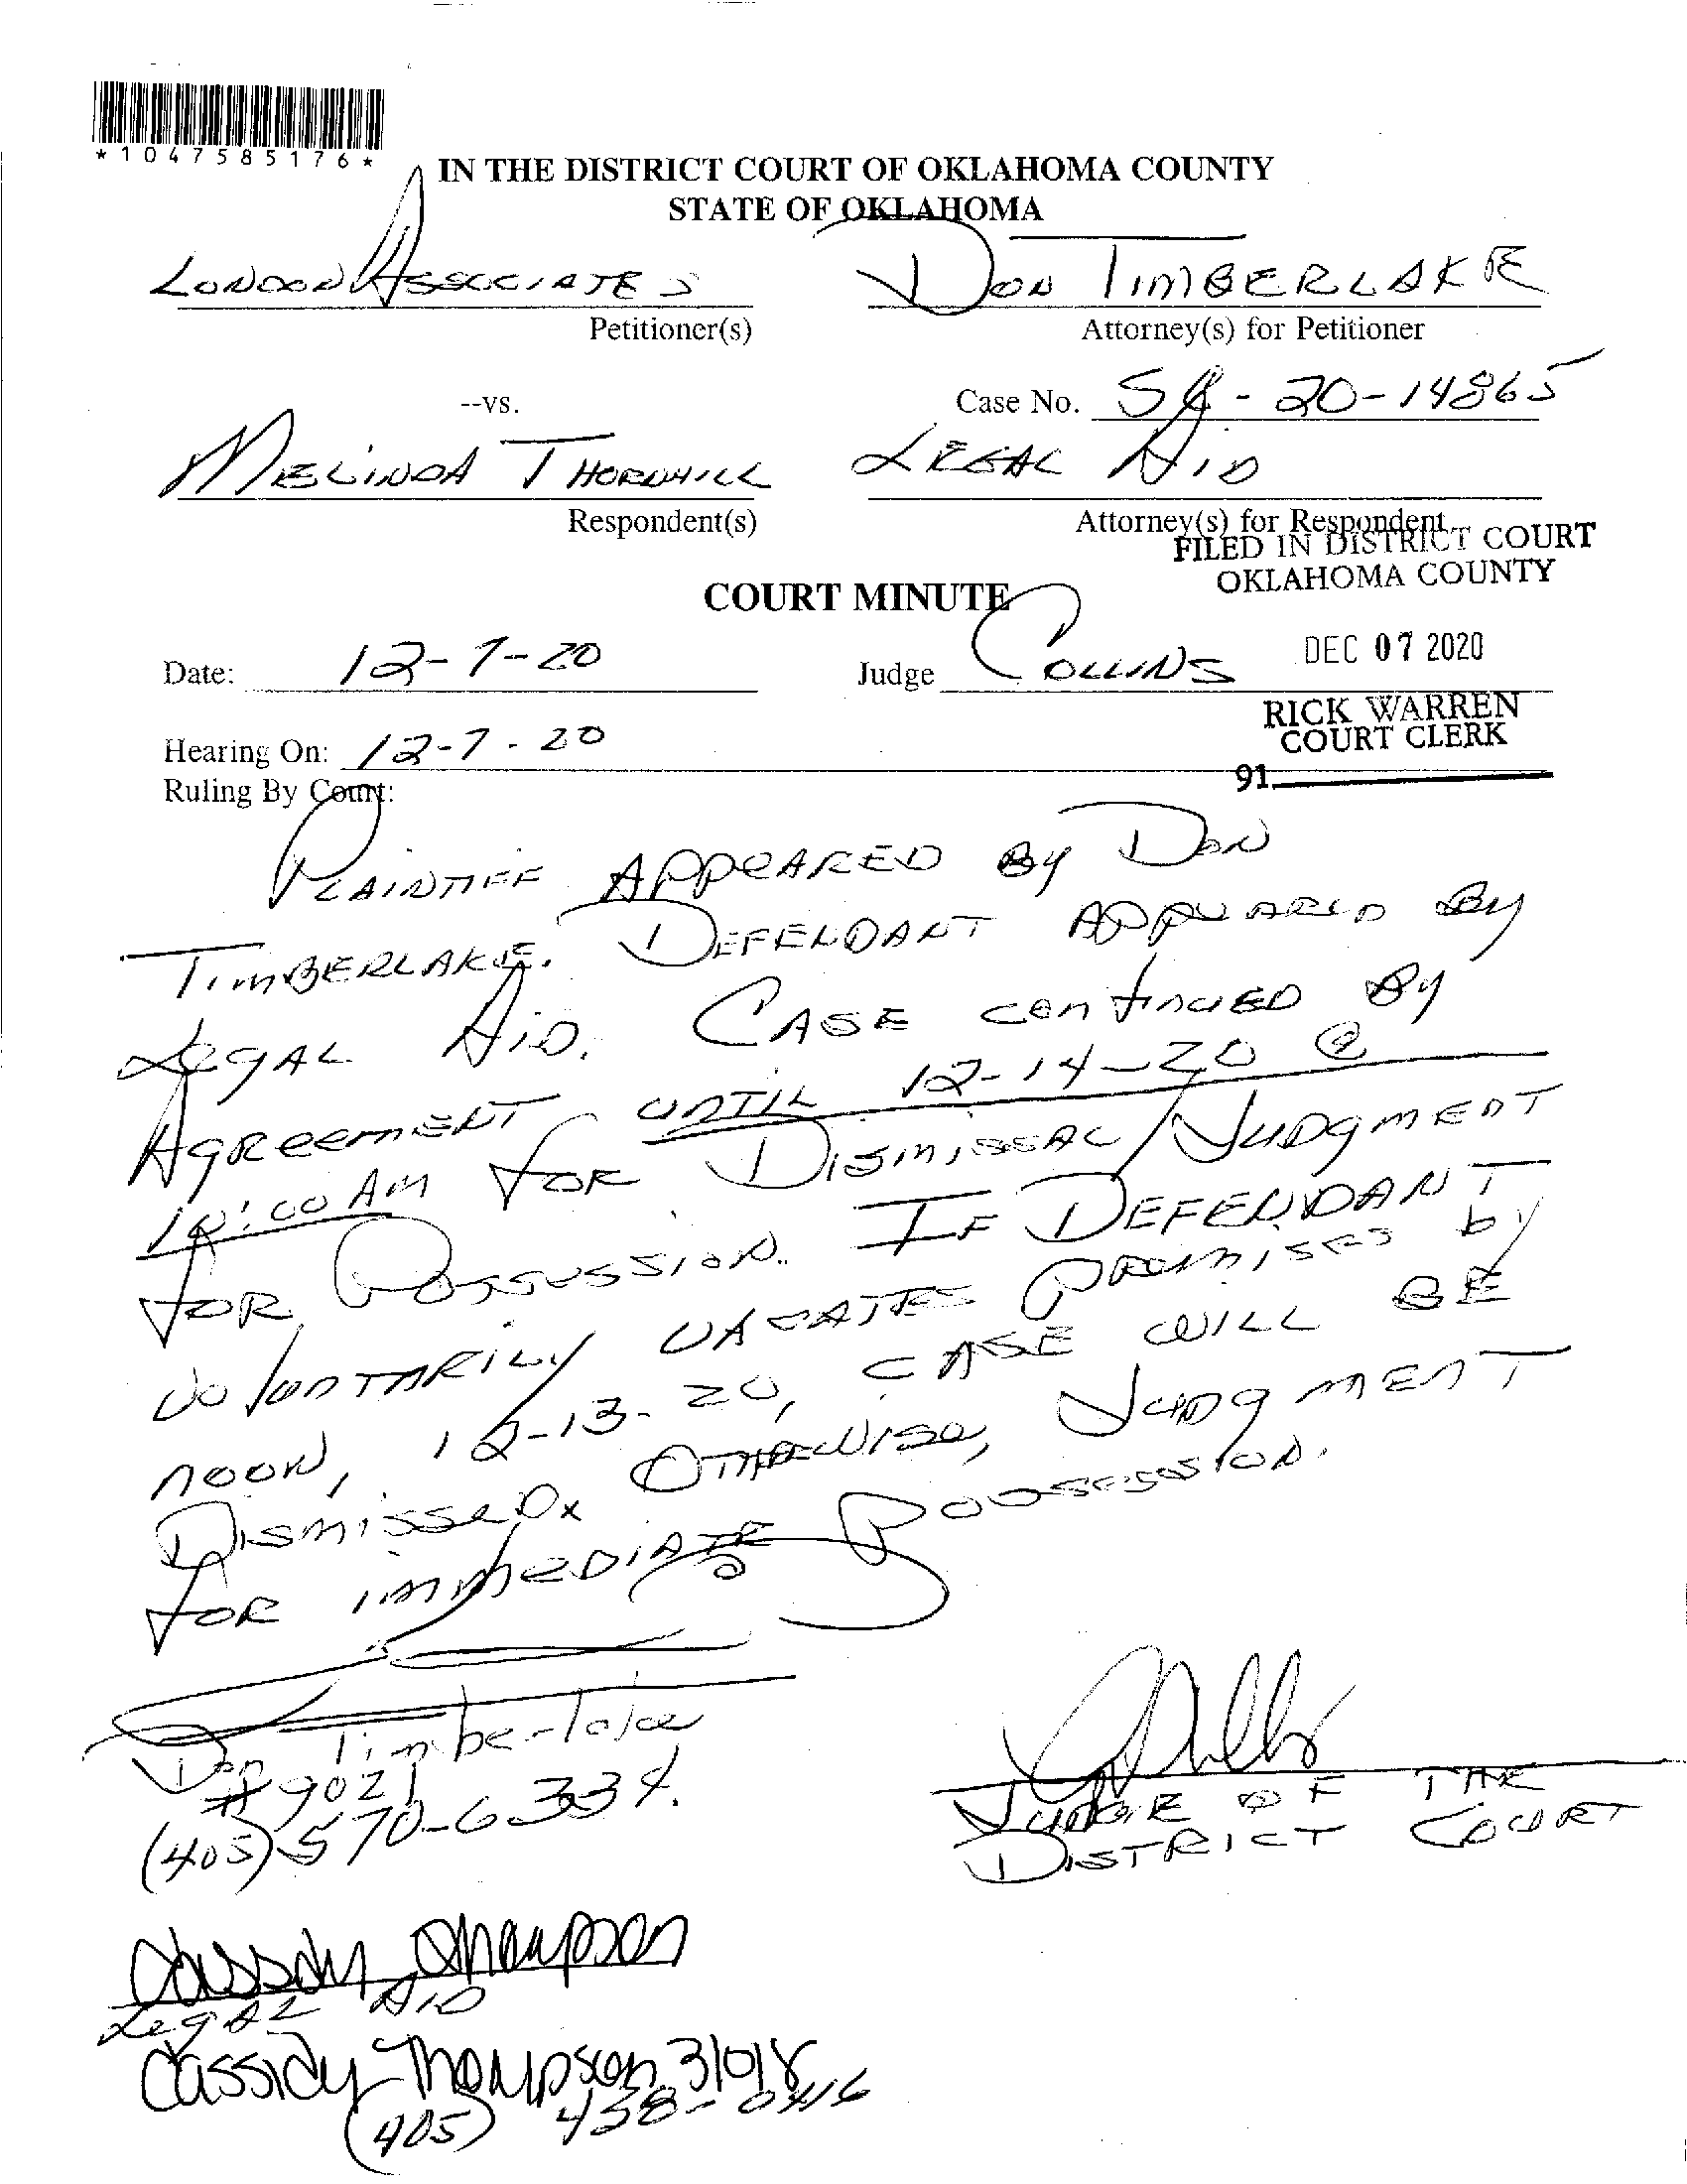 *1047585176*
IN THE DISTRICT COURT OF OKLAHOMA COUNTY
STATE OF OKLAHOMA
LONDON ASSOCIATES
DON TIMBERLAKE
Petitioner(s)
Attorney(s) for Petitioner
--vs.
Case No. SC-20-14865
MELINDA THORNHILL
LEGAL AID
Respondent(s)
Attorney(s) for Respondent
FILED IN DISTRICT COURT
OKLAHOMA COUNTY
COURT MINUTE
Date: 12-7-20
Judge COLLINS
DEC 07 2020
RICK WARREN
COURT CLERK
Hearing On: 12-7-20
91
Ruling By Court:
PLAINTIFF APPEARED BY DON
TIMBERLAKE. DEFENDANT APPEARED BY
LEGAL AID. CASE CONTINUED BY
AGREEMENT UNTIL 12-14-20 @
10:00 AM FOR DISMISSAL/JUDGMENT
FOR POSSESSION. IF DEFENDANT
VOLUNTARILY VACATES PREMISES by
NOON, 12-13-20, CASE WILL BE
DISMISSED. OTHERWISE, JUDGMENT
FOR IMMEDIATE POSSESSION.
Don Timberlake
#9021
(405) 570-6334.
JUDGE OF THE
DISTRICT COURT
Cassidy Thompson
LEGAL AID
Cassidy Thompson 31018
(405) 438-0416